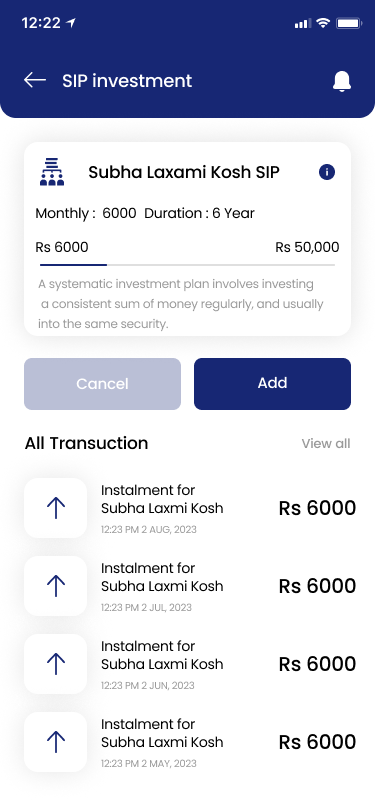 12:22
SIP investment
Subha Laxami Kosh SIP
Monthly : 6000 Duration : 6 Year
Rs 6000 Rs 50,000
A systematic investment plan involves investing
a consistent sum of money regularly, and usually
into the same security.
Cancel Add
All Transuction View all
Instalment for
Subha Laxmi Kosh Rs 6000
12:23 PM 2 AUG, 2023
Instalment for
Subha Laxmi Kosh Rs 6000
12:23 PM 2 JUL, 2023
Instalment for
Subha Laxmi Kosh Rs 6000
12:23 PM 2 JUN, 2023
Instalment for
Subha Laxmi Kosh Rs 6000
12:23 PM 2 MAY, 2023